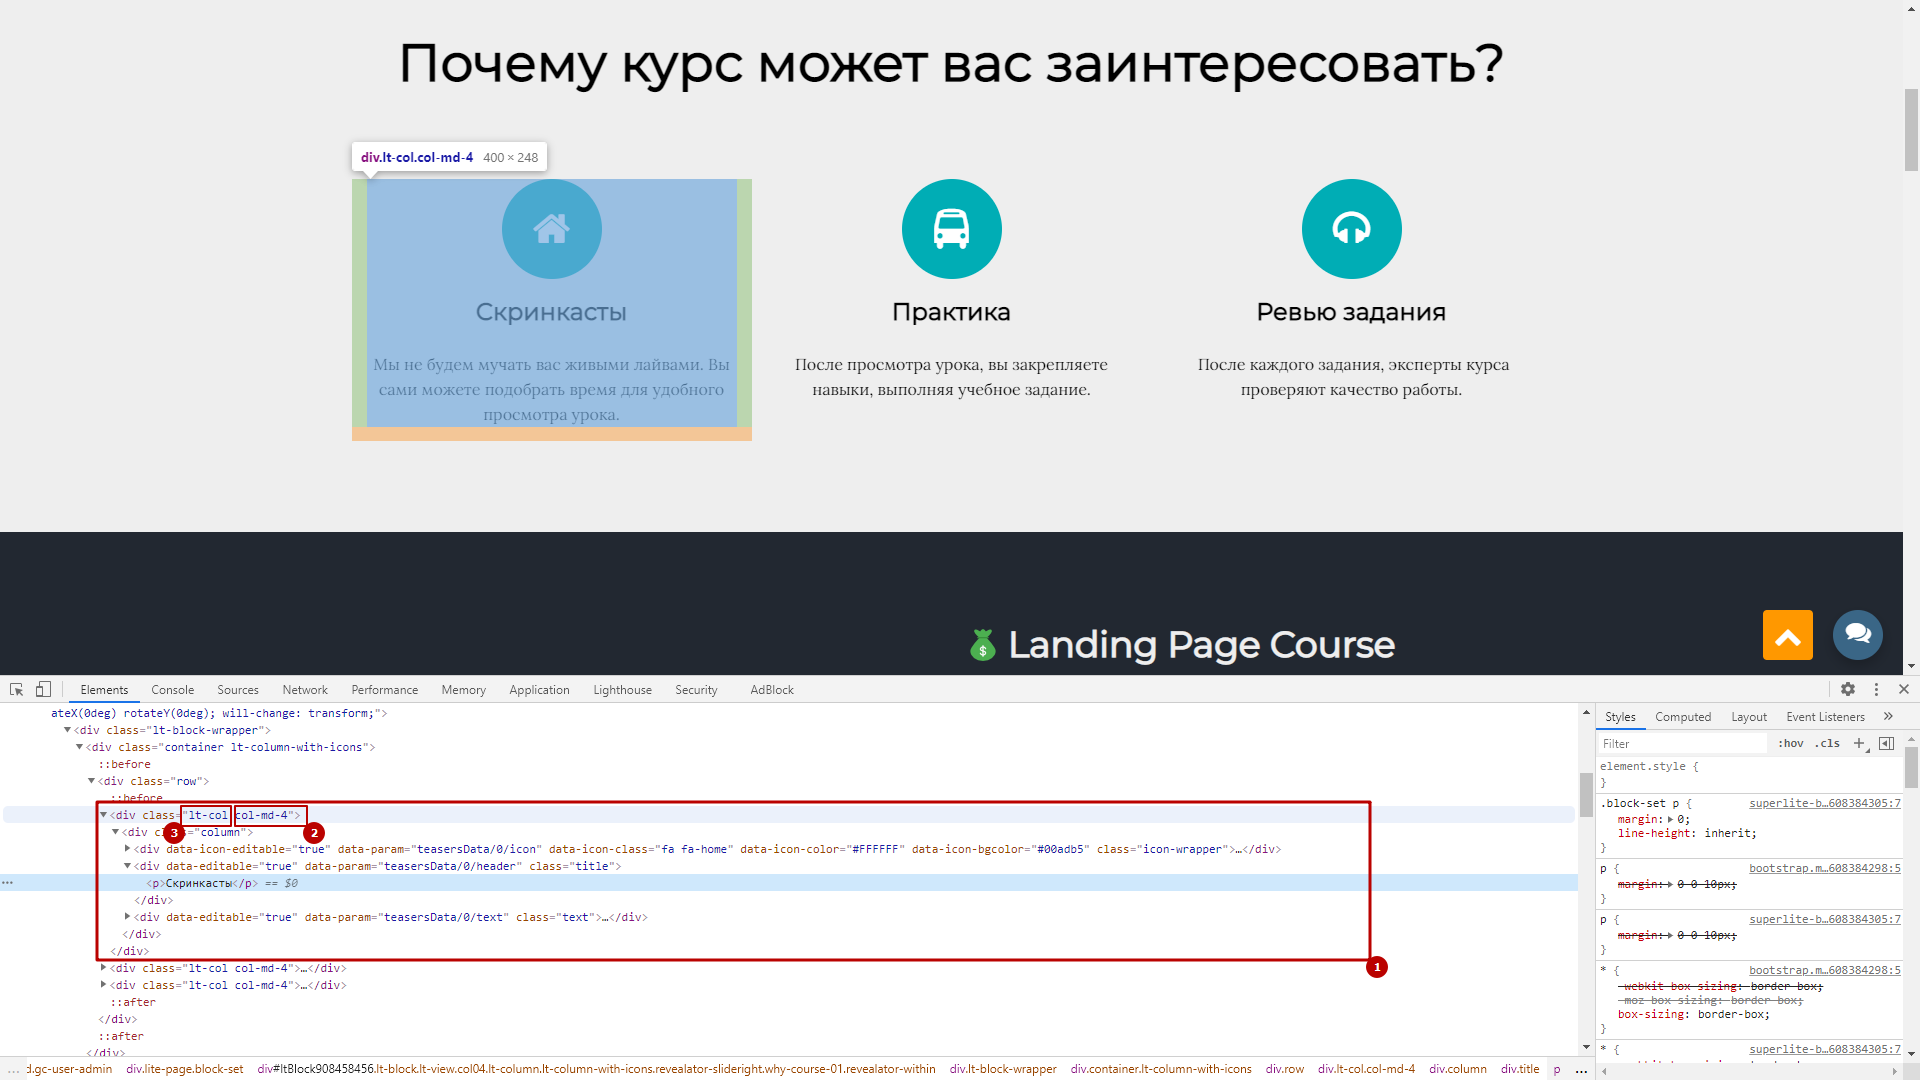 Почему курс может вас заинтересовать?
div.lt-col.col-md-4 400 × 248
Скринкасты
Мы не будем мучать вас живыми лайвами. Вы
сами можете подобрать время для удобного
просмотра урока.
Практика
После просмотра урока, вы закрепляете
навыки, выполняя учебное задание.
Ревью задания
После каждого задания, эксперты курса
проверяют качество работы.
$ Landing Page Course
Elements Console Sources Network Performance Memory Application Lighthouse Security AdBlock
ateX(0deg) rotateY(0deg); will-change: transform;">
<div class="lt-block-wrapper">
<div class="container lt-column-with-icons">
::before
<div class="row">
::before
<div class="lt-col col-md-4">
<div class="column">
3
2
<div data-icon-editable="true" data-param="teasersData/0/icon" data-icon-class="fa fa-home" data-icon-color="#FFFFFF" data-icon-bgcolor="#00adb5" class="icon-wrapper">…</div>
<div data-editable="true" data-param="teasersData/0/header" class="title">
<p>Скринкасты</p> == $0
</div>
<div data-editable="true" data-param="teasersData/0/text" class="text">…</div>
</div>
</div>
1
<div class="lt-col col-md-4">…</div>
<div class="lt-col col-md-4">…</div>
::after
</div>
::after
</div>
... d.gc-user-admin div.lite-page.block-set div#ltBlock908458456.lt-block.lt-view.col04.lt-column.lt-column-with-icons.revealator-slideright.why-course-01.revealator-within div.lt-block-wrapper div.container.lt-column-with-icons div.row div.lt-col.col-md-4 div.column div.title p ...
Styles Computed Layout Event Listeners »
Filter :hov .cls +
element.style {
}
.block-set p { superlite-b…608384305:7
margin: 0;
line-height: inherit;
}
p { bootstrap.m…608384298:5
margin: 0 0 10px;
}
p { superlite-b…608384305:7
margin: 0 0 10px;
}
* { bootstrap.m…608384298:5
-webkit-box-sizing: border-box;
-moz-box-sizing: border-box;
box-sizing: border-box;
}
* { superlite-b…608384305:7